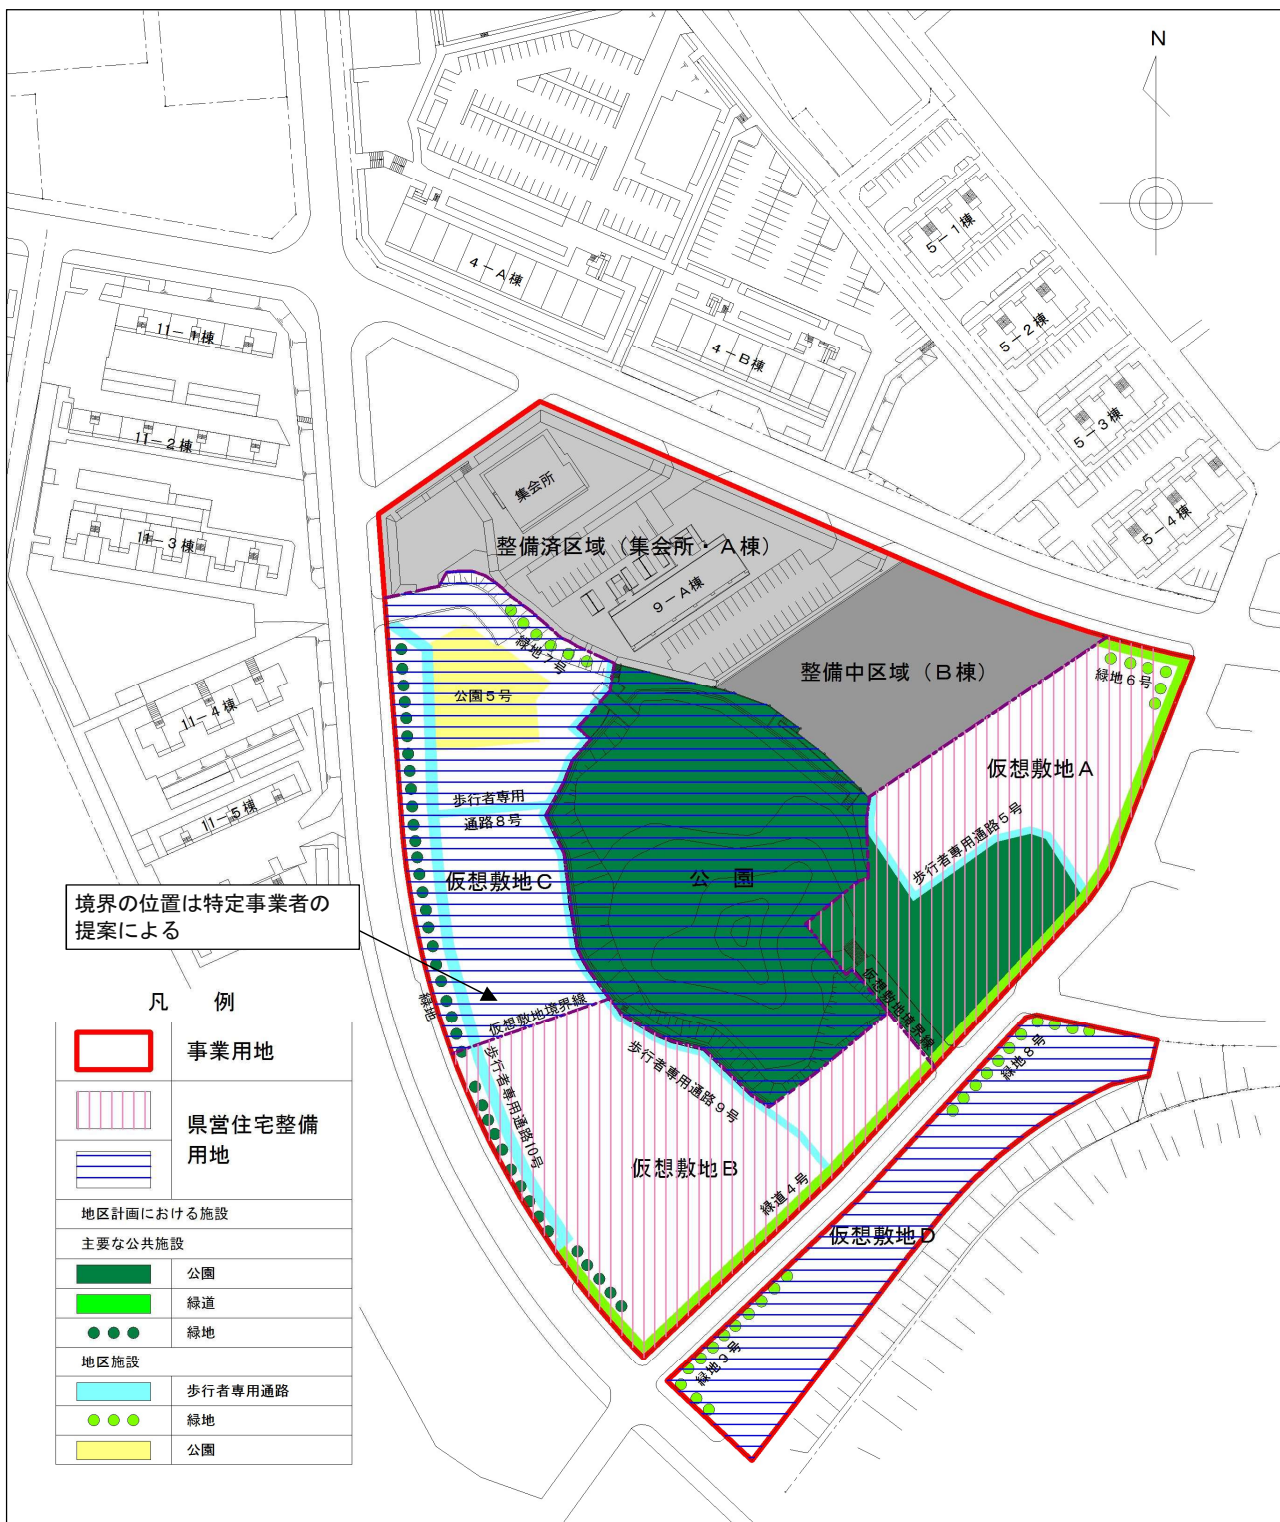 N
5－1棟
4－A棟
5－2棟
11－1棟
4－B棟
5－3棟
11－2棟
5－4棟
集会所
11－3棟
整備済区域（集会所・A棟）
9－A棟
緑地7号
整備中区域（B棟）
緑地6号
公園5号
11－4棟
仮想敷地A
歩行者専用
通路8号
11－5棟
歩行者専用通路5号
仮想敷地C
公　園
境界の位置は特定事業者の
提案による
緑地
仮想敷地境界線
仮想敷地境界線
歩行者専用通路10号
歩行者専用通路9号
緑地8号
仮想敷地B
緑道4号
仮想敷地D
緑地9号
凡　例
事業用地
県営住宅整備
用地
地区計画における施設
主要な公共施設
公園
緑道
緑地
地区施設
歩行者専用通路
緑地
公園